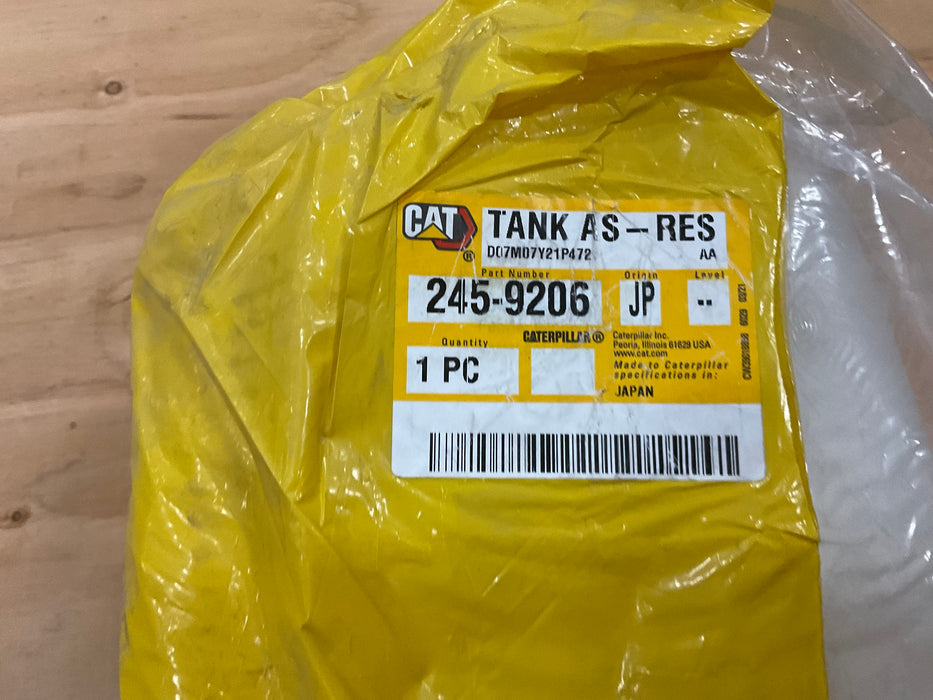 CAT
®
TANK AS-RES
D07M07Y21P472 AA
Part Number Origin Level
245-9206 JP --
Quantity
1 PC
CATERPILLAR®
Caterpillar Inc.
Peoria, Illinois 61629 USA
www.cat.com
Made to Caterpillar
specifications in:
JAPAN